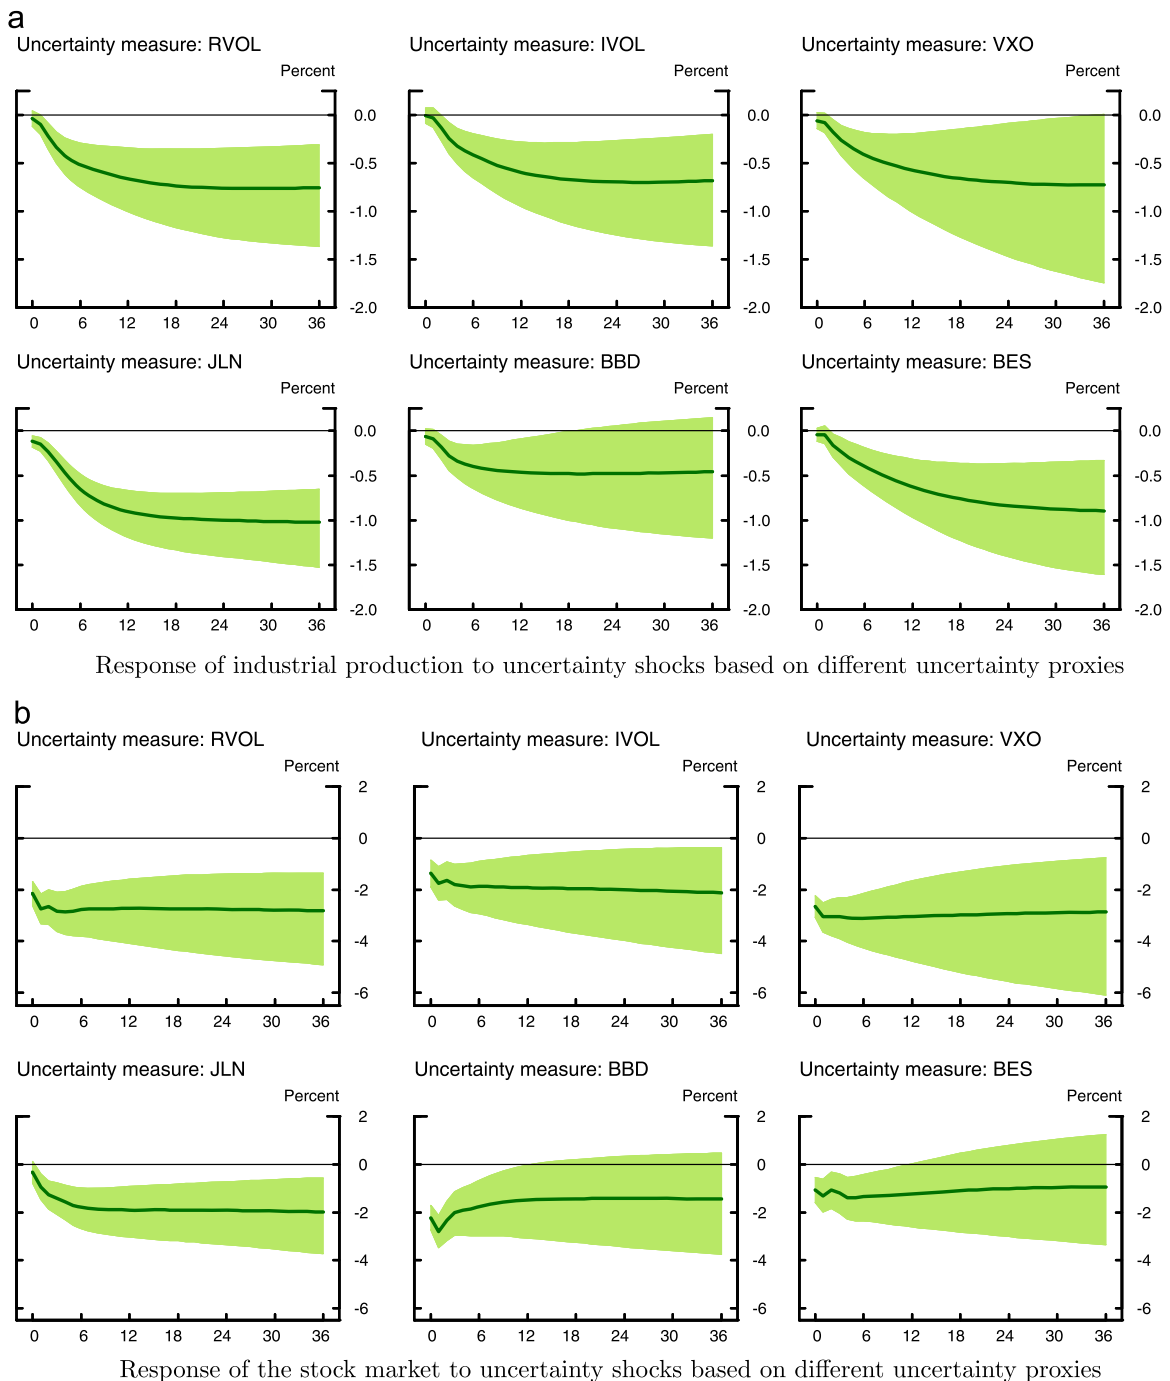 a
Uncertainty measure: RVOL Uncertainty measure: IVOL Uncertainty measure: VXO
Percent Percent Percent
0.0 0.0 0.0
-0.5 -0.5 -0.5
-1.0 -1.0 -1.0
-1.5 -1.5 -1.5
-2.0 -2.0 -2.0
0 6 12 18 24 30 36 0 6 12 18 24 30 36 0 6 12 18 24 30 36
Uncertainty measure: JLN Uncertainty measure: BBD Uncertainty measure: BES
Percent Percent Percent
0.0 0.0 0.0
-0.5 -0.5 -0.5
-1.0 -1.0 -1.0
-1.5 -1.5 -1.5
-2.0 -2.0 -2.0
0 6 12 18 24 30 36 0 6 12 18 24 30 36 0 6 12 18 24 30 36
Response of industrial production to uncertainty shocks based on different uncertainty proxies
b
Uncertainty measure: RVOL Uncertainty measure: IVOL Uncertainty measure: VXO
Percent Percent Percent
2 2 2
0 0 0
-2 -2 -2
-4 -4 -4
-6 -6 -6
0 6 12 18 24 30 36 0 6 12 18 24 30 36 0 6 12 18 24 30 36
Uncertainty measure: JLN Uncertainty measure: BBD Uncertainty measure: BES
Percent Percent Percent
2 2 2
0 0 0
-2 -2 -2
-4 -4 -4
-6 -6 -6
0 6 12 18 24 30 36 0 6 12 18 24 30 36 0 6 12 18 24 30 36
Response of the stock market to uncertainty shocks based on different uncertainty proxies